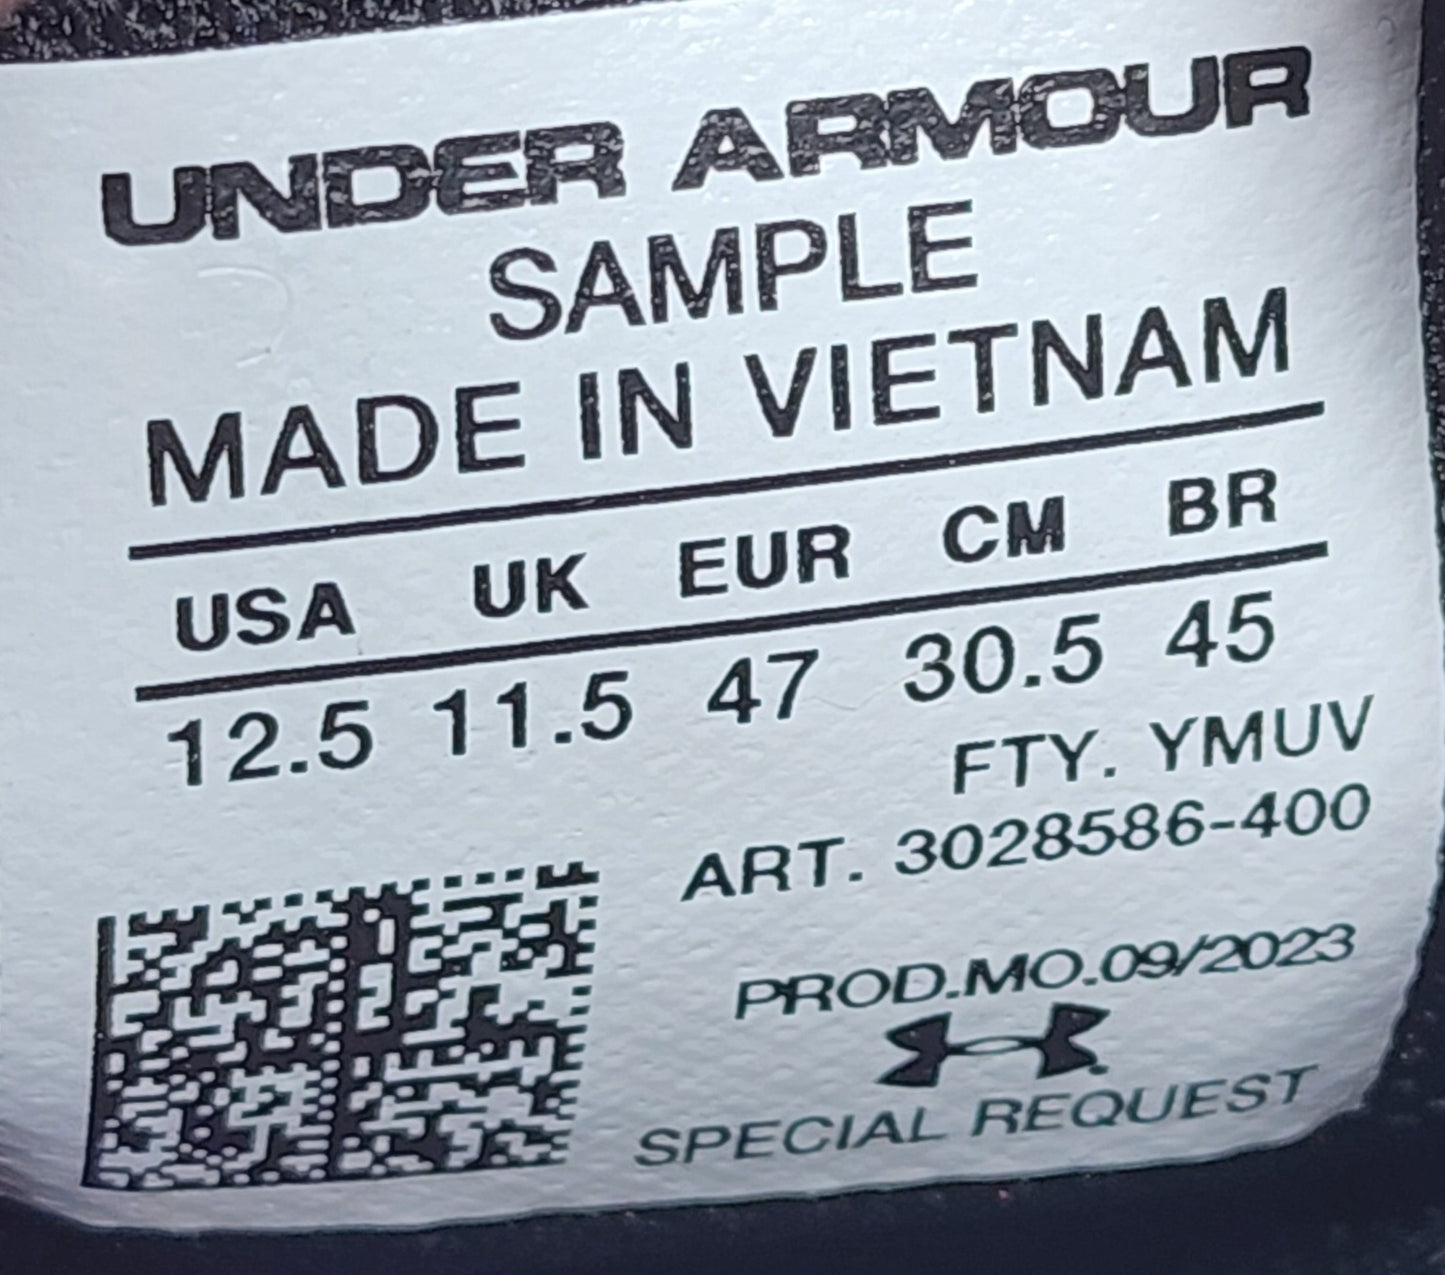 UNDER ARMOUR
SAMPLE
MADE IN VIETNAM
USA UK EUR CM BR
12.5 11.5 47 30.5 45
FTY. YMUV
ART. 3028586-400
PROD.MO.09/2023
SPECIAL REQUEST